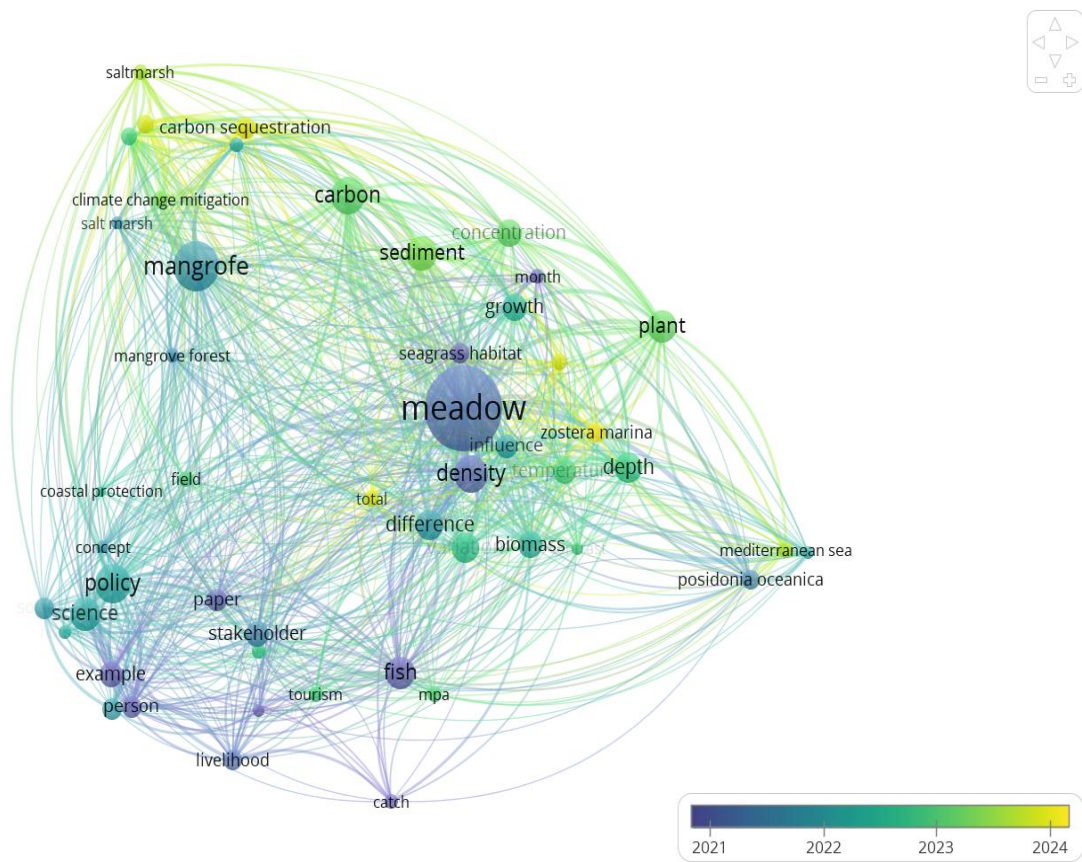 saltmarsh
carbon sequestration
climate change mitigation
carbon
salt marsh
concentration
sediment
mangrofe
month
growth
plant
seagrass habitat
mangrove forest
meadow
zostera marina
influence
density
temperature
depth
field
coastal protection
total
difference
biomass
concept
mediterranean sea
posidonia oceanica
policy
paper
science
stakeholder
example
fish
tourism
mpa
person
livelihood
catch
2021
2022
2023
2024